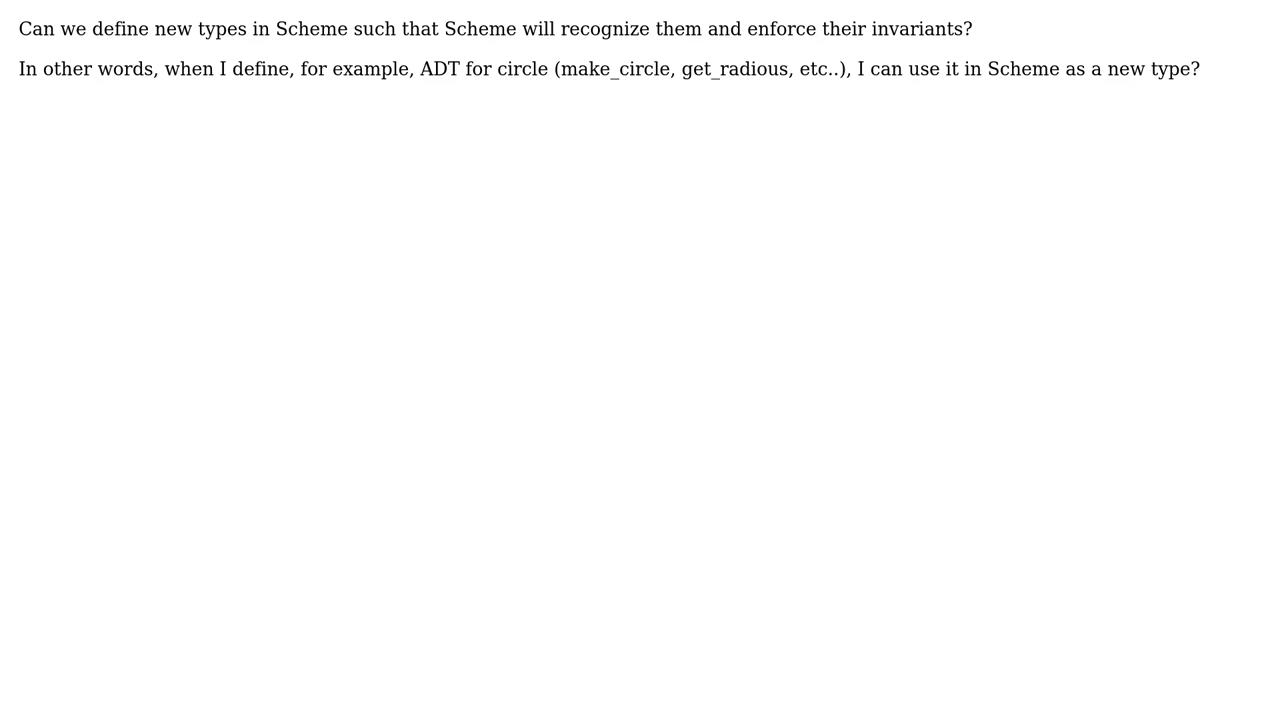 Can we define new types in Scheme such that Scheme will recognize them and enforce their invariants?
In other words, when I define, for example, ADT for circle (make_circle, get_radious, etc..), I can use it in Scheme as a new type?